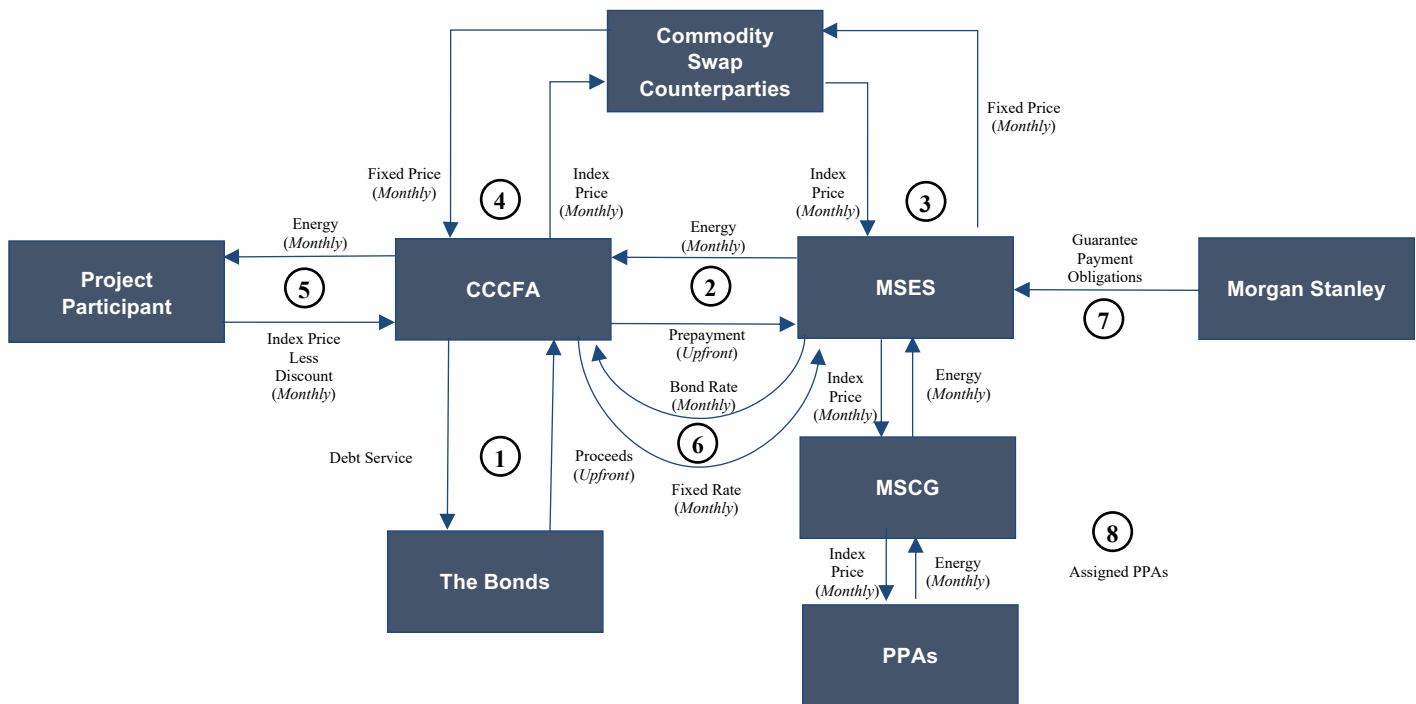 Commodity
Swap
Counterparties
Fixed Price
(Monthly)
Fixed Price
(Monthly)
4
Index
Price
(Monthly)
Index
Price
(Monthly)
3
Energy
(Monthly)
Energy
(Monthly)
Guarantee
Payment
Obligations
Project
Participant
5
CCCFA
2
MSES
7
Morgan Stanley
Index Price
Less
Discount
(Monthly)
Prepayment
(Upfront)
Bond Rate
(Monthly)
Index
Price
(Monthly)
Energy
(Monthly)
Debt Service
1
Proceeds
(Upfront)
6
Fixed Rate
(Monthly)
MSCG
The Bonds
Index
Price
(Monthly)
Energy
(Monthly)
8
Assigned PPAs
PPAs